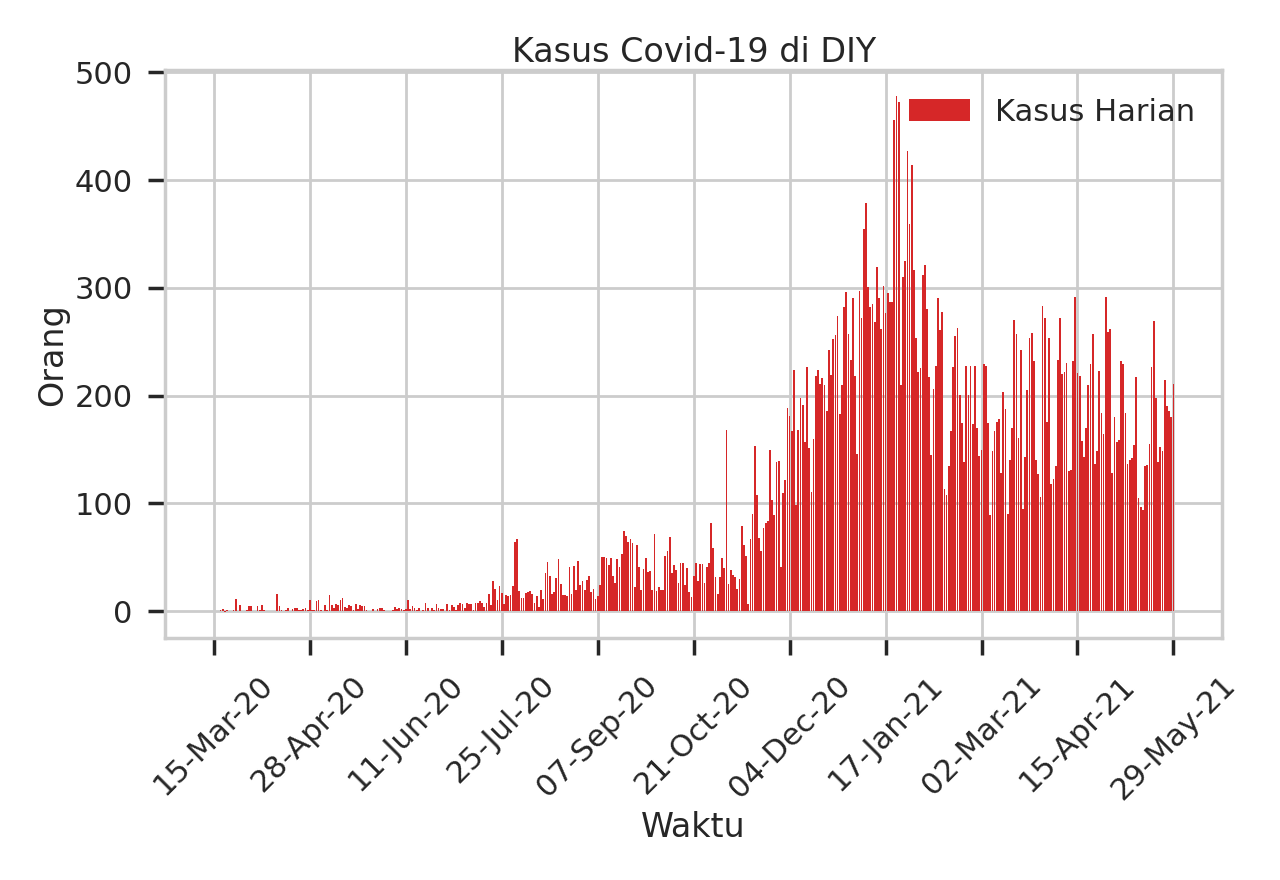 Kasus Covid-19 di DIY
Kasus Harian
Orang
500
400
300
200
100
0
15-Mar-20
28-Apr-20
11-Jun-20
25-Jul-20
07-Sep-20
21-Oct-20
04-Dec-20
17-Jan-21
02-Mar-21
15-Apr-21
29-May-21
Waktu